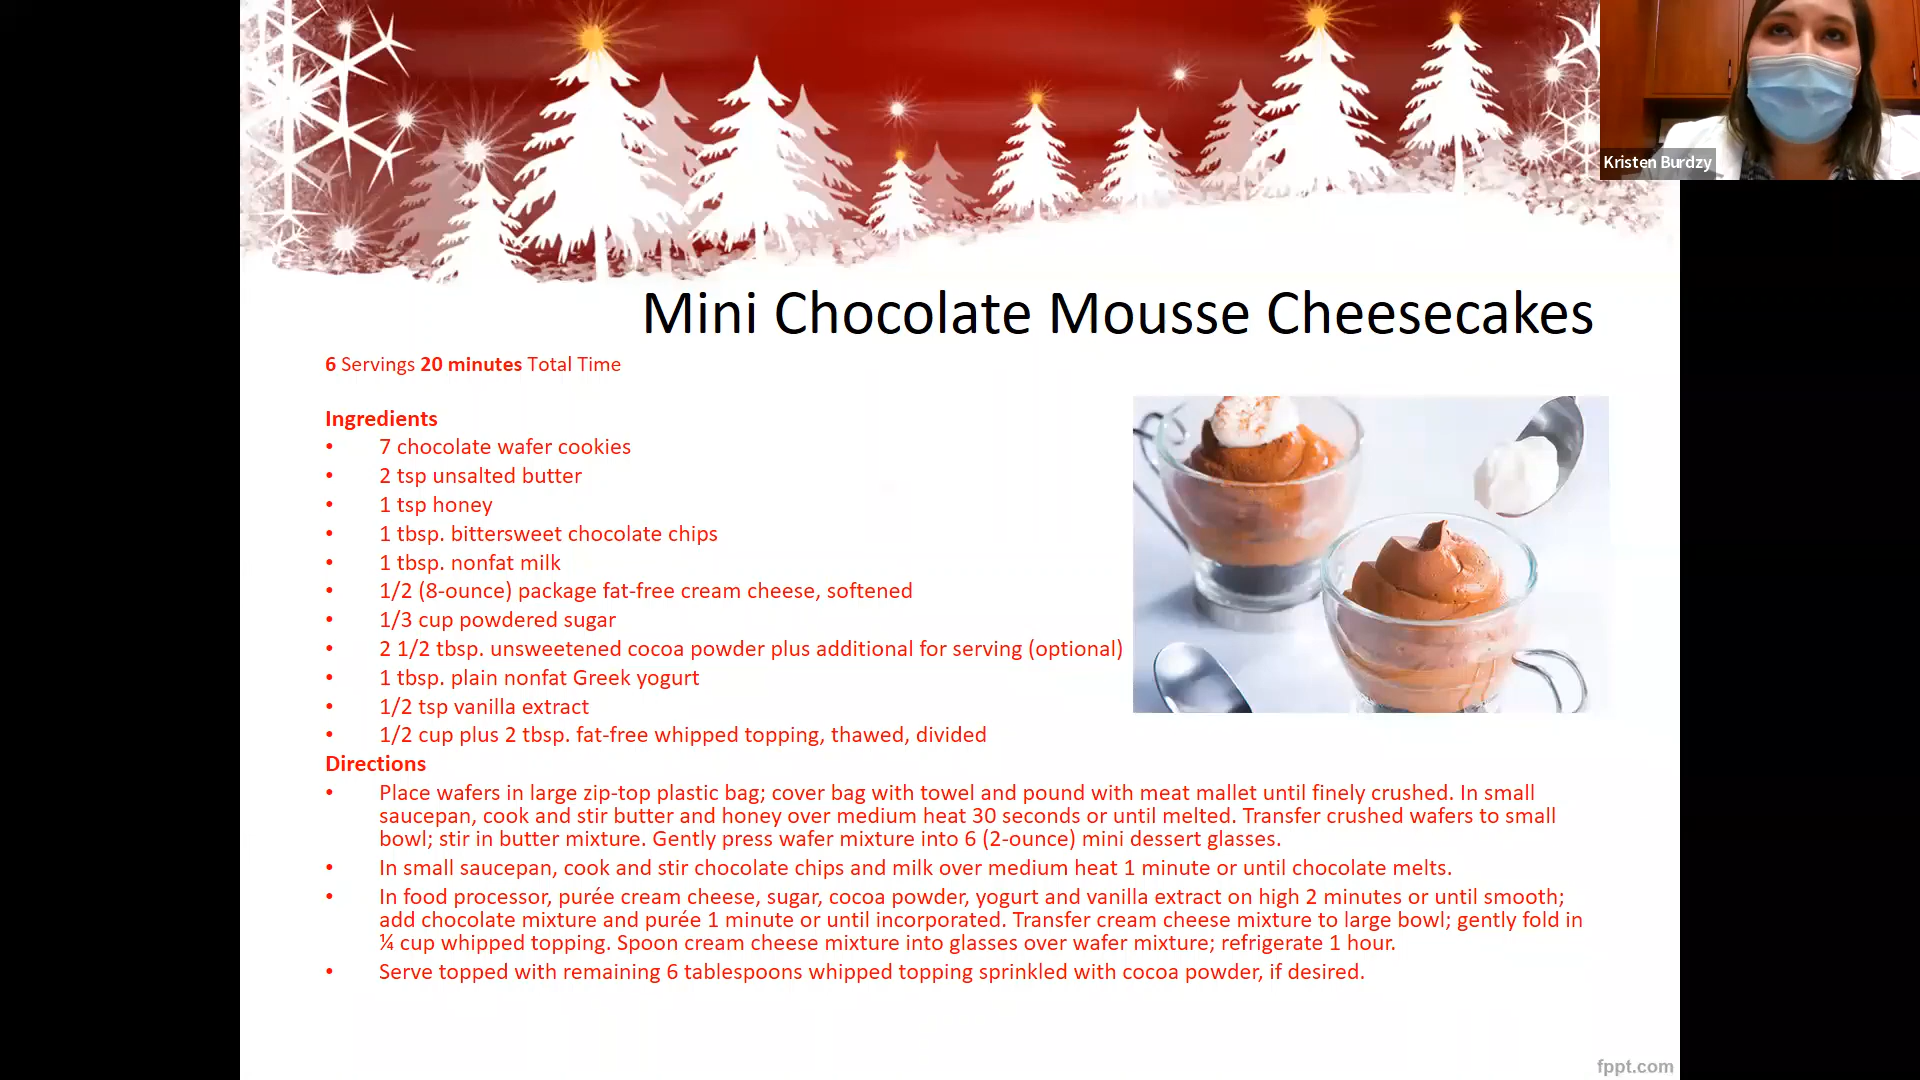 Kristen Burdzy
Mini Chocolate Mousse Cheesecakes
6 Servings 20 minutes Total Time
Ingredients
• 7 chocolate wafer cookies
• 2 tsp unsalted butter
• 1 tsp honey
• 1 tbsp. bittersweet chocolate chips
• 1 tbsp. nonfat milk
• 1/2 (8-ounce) package fat-free cream cheese, softened
• 1/3 cup powdered sugar
• 2 1/2 tbsp. unsweetened cocoa powder plus additional for serving (optional)
• 1 tbsp. plain nonfat Greek yogurt
• 1/2 tsp vanilla extract
• 1/2 cup plus 2 tbsp. fat-free whipped topping, thawed, divided
Directions
• Place wafers in large zip-top plastic bag; cover bag with towel and pound with meat mallet until finely crushed. In small
saucepan, cook and stir butter and honey over medium heat 30 seconds or until melted. Transfer crushed wafers to small
bowl; stir in butter mixture. Gently press wafer mixture into 6 (2-ounce) mini dessert glasses.
• In small saucepan, cook and stir chocolate chips and milk over medium heat 1 minute or until chocolate melts.
• In food processor, purée cream cheese, sugar, cocoa powder, yogurt and vanilla extract on high 2 minutes or until smooth;
add chocolate mixture and purée 1 minute or until incorporated. Transfer cream cheese mixture to large bowl; gently fold in
¼ cup whipped topping. Spoon cream cheese mixture into glasses over wafer mixture; refrigerate 1 hour.
• Serve topped with remaining 6 tablespoons whipped topping sprinkled with cocoa powder, if desired.
fppt.com